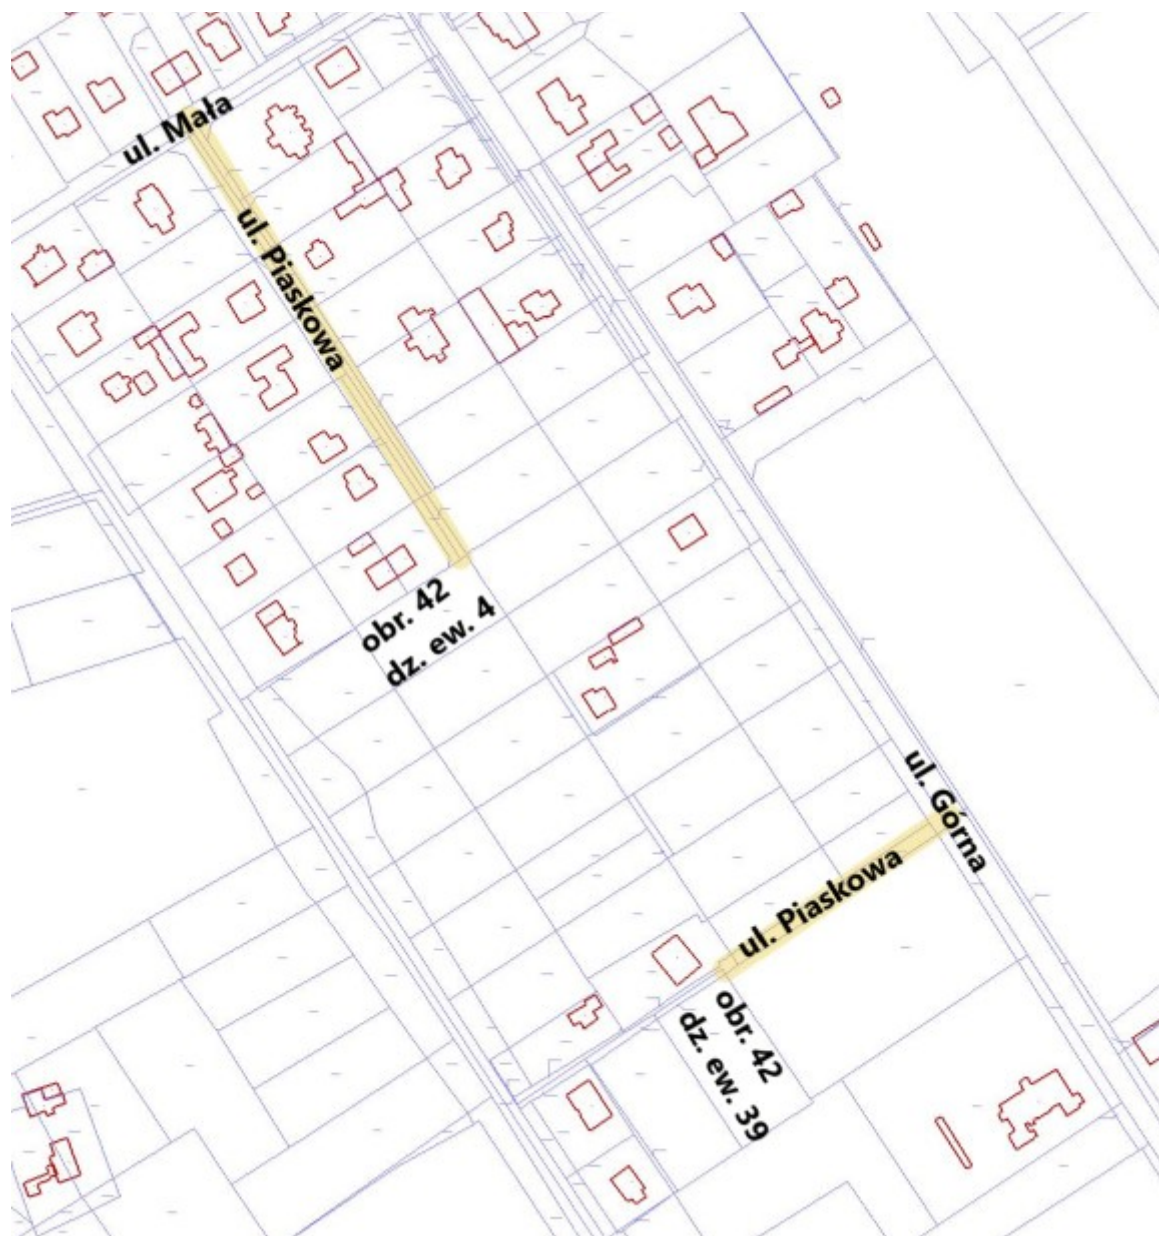 ul. Mała
ul. Piaskowa
obr. 42
dz. ew. 4
ul. Górna
ul. Piaskowa
obr. 42
dz. ew. 39